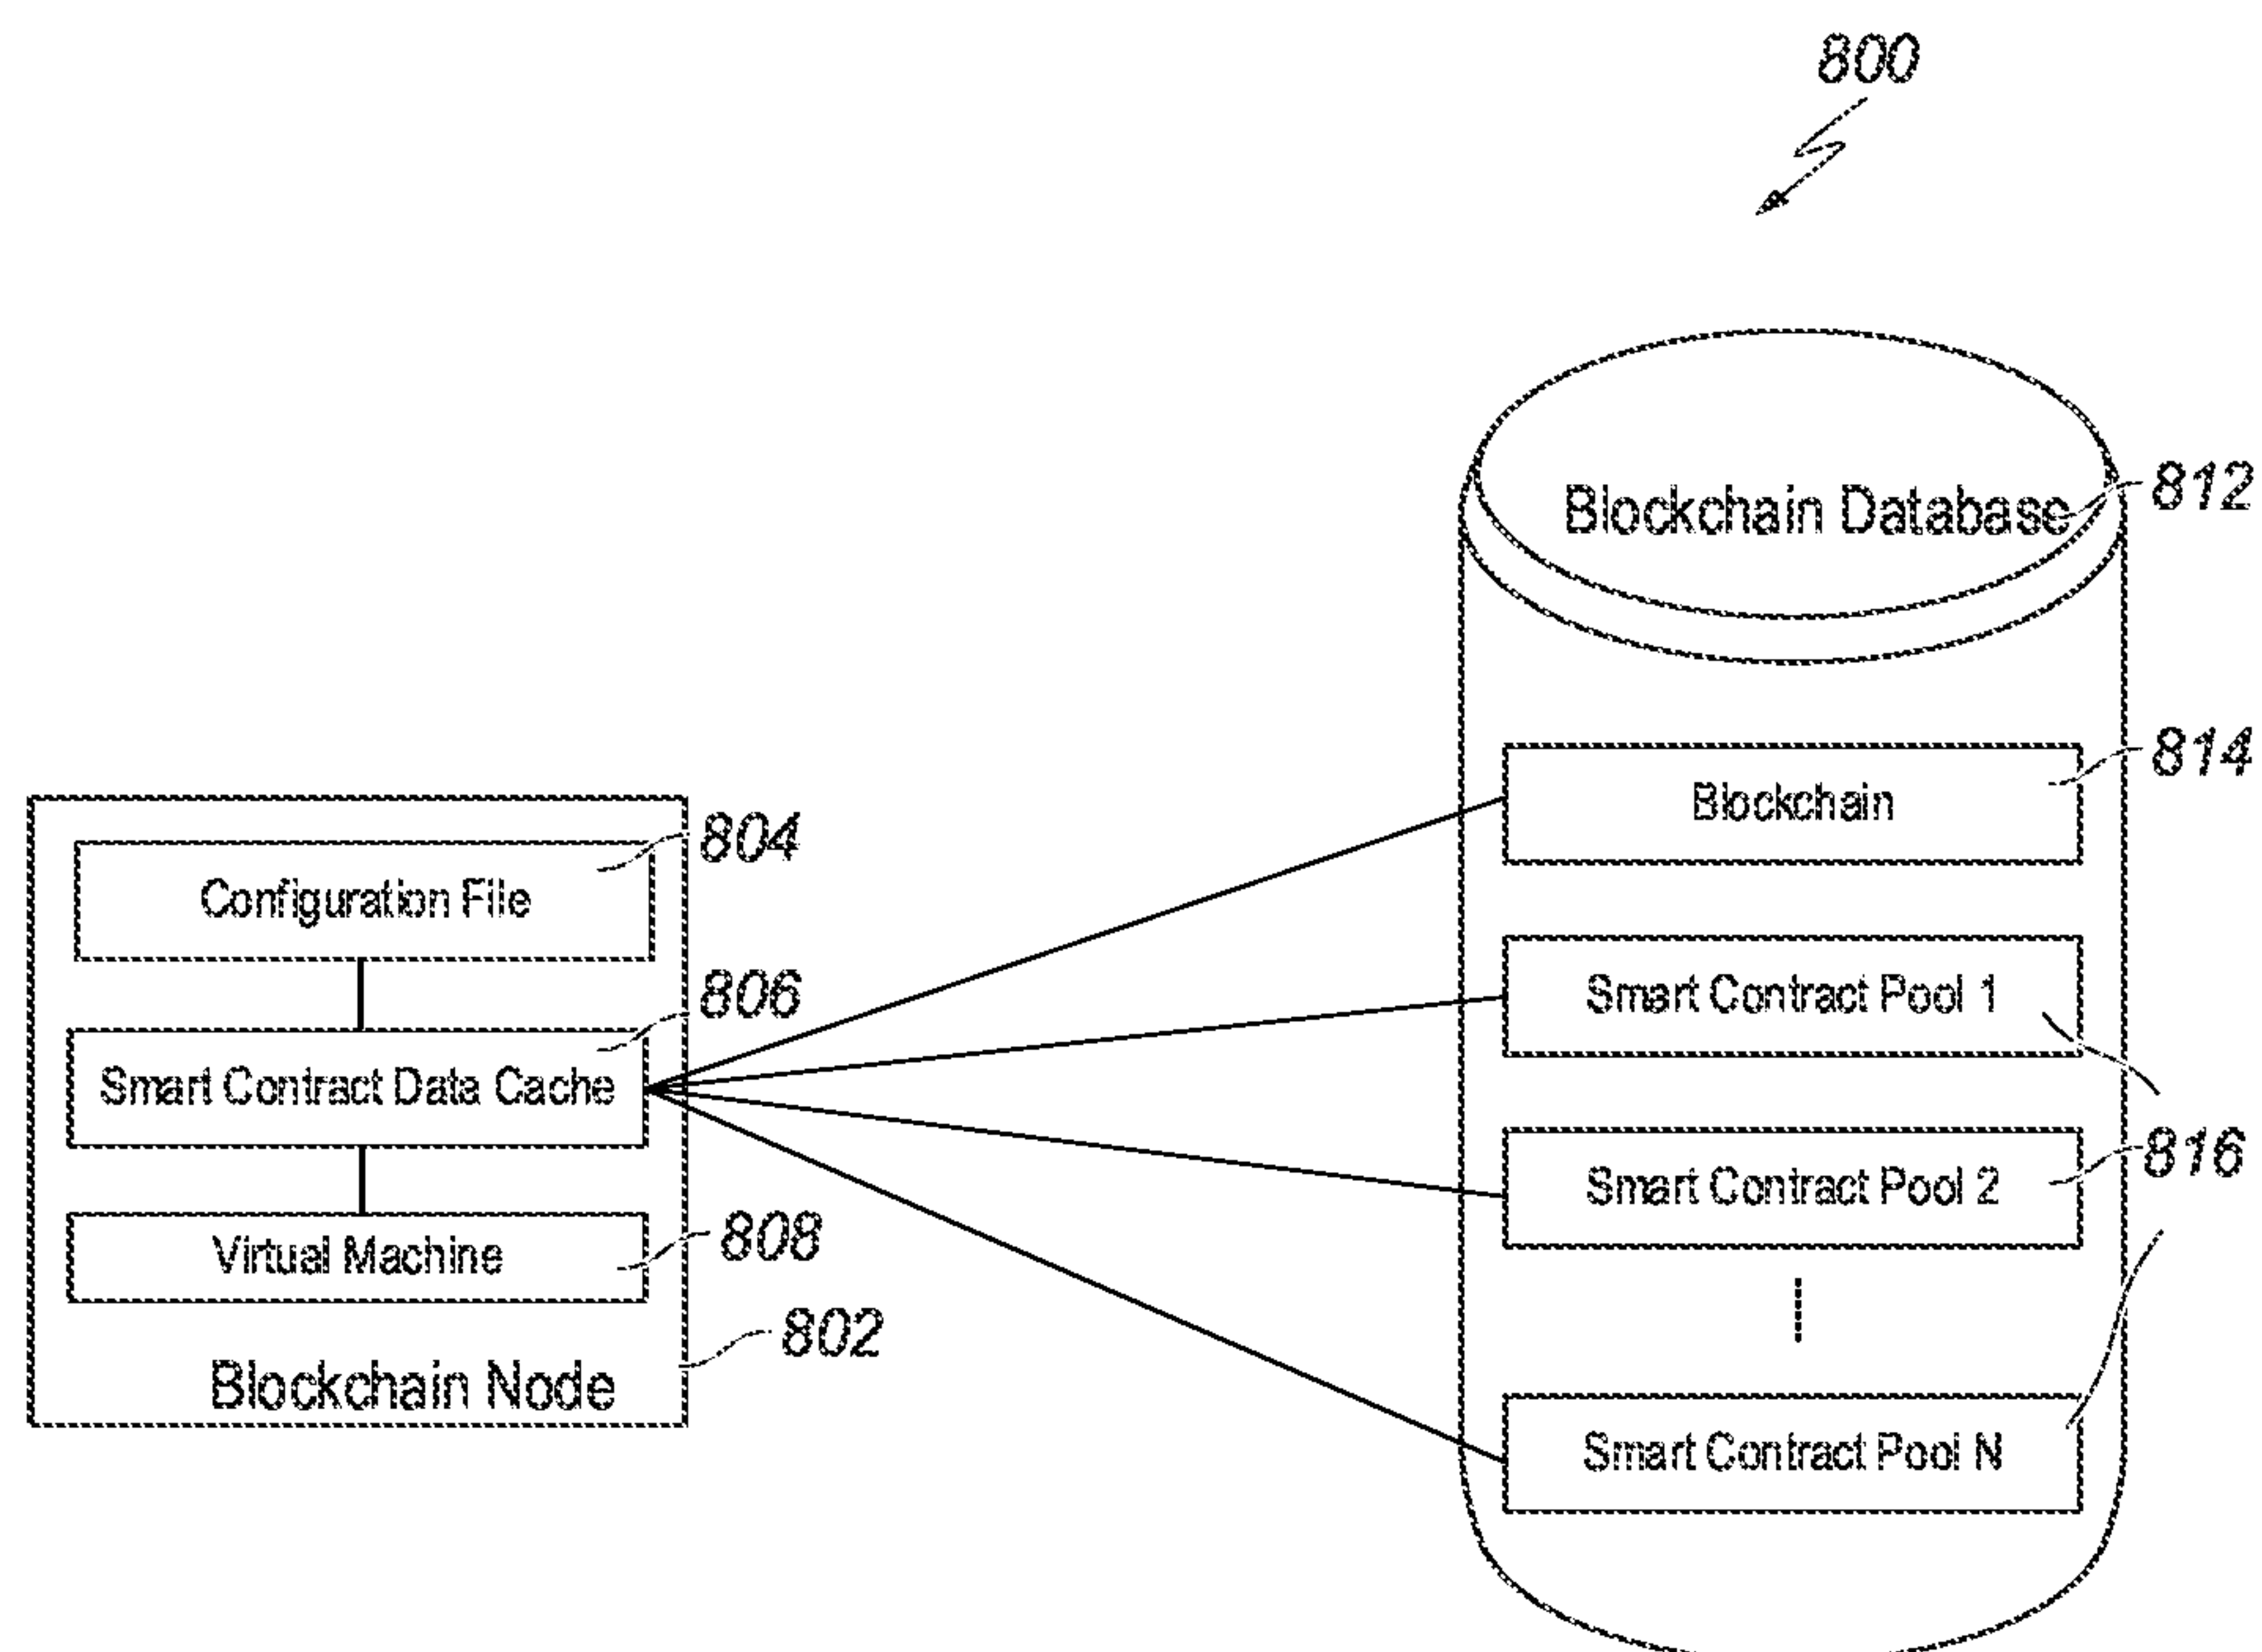 800
Blockchain Database
812
Blockchain
814
Configuration File
804
Smart Contract Pool 1
Smart Contract Data Cache
806
Smart Contract Pool 2
816
Virtual Machine
808
Blockchain Node
802
Smart Contract Pool N